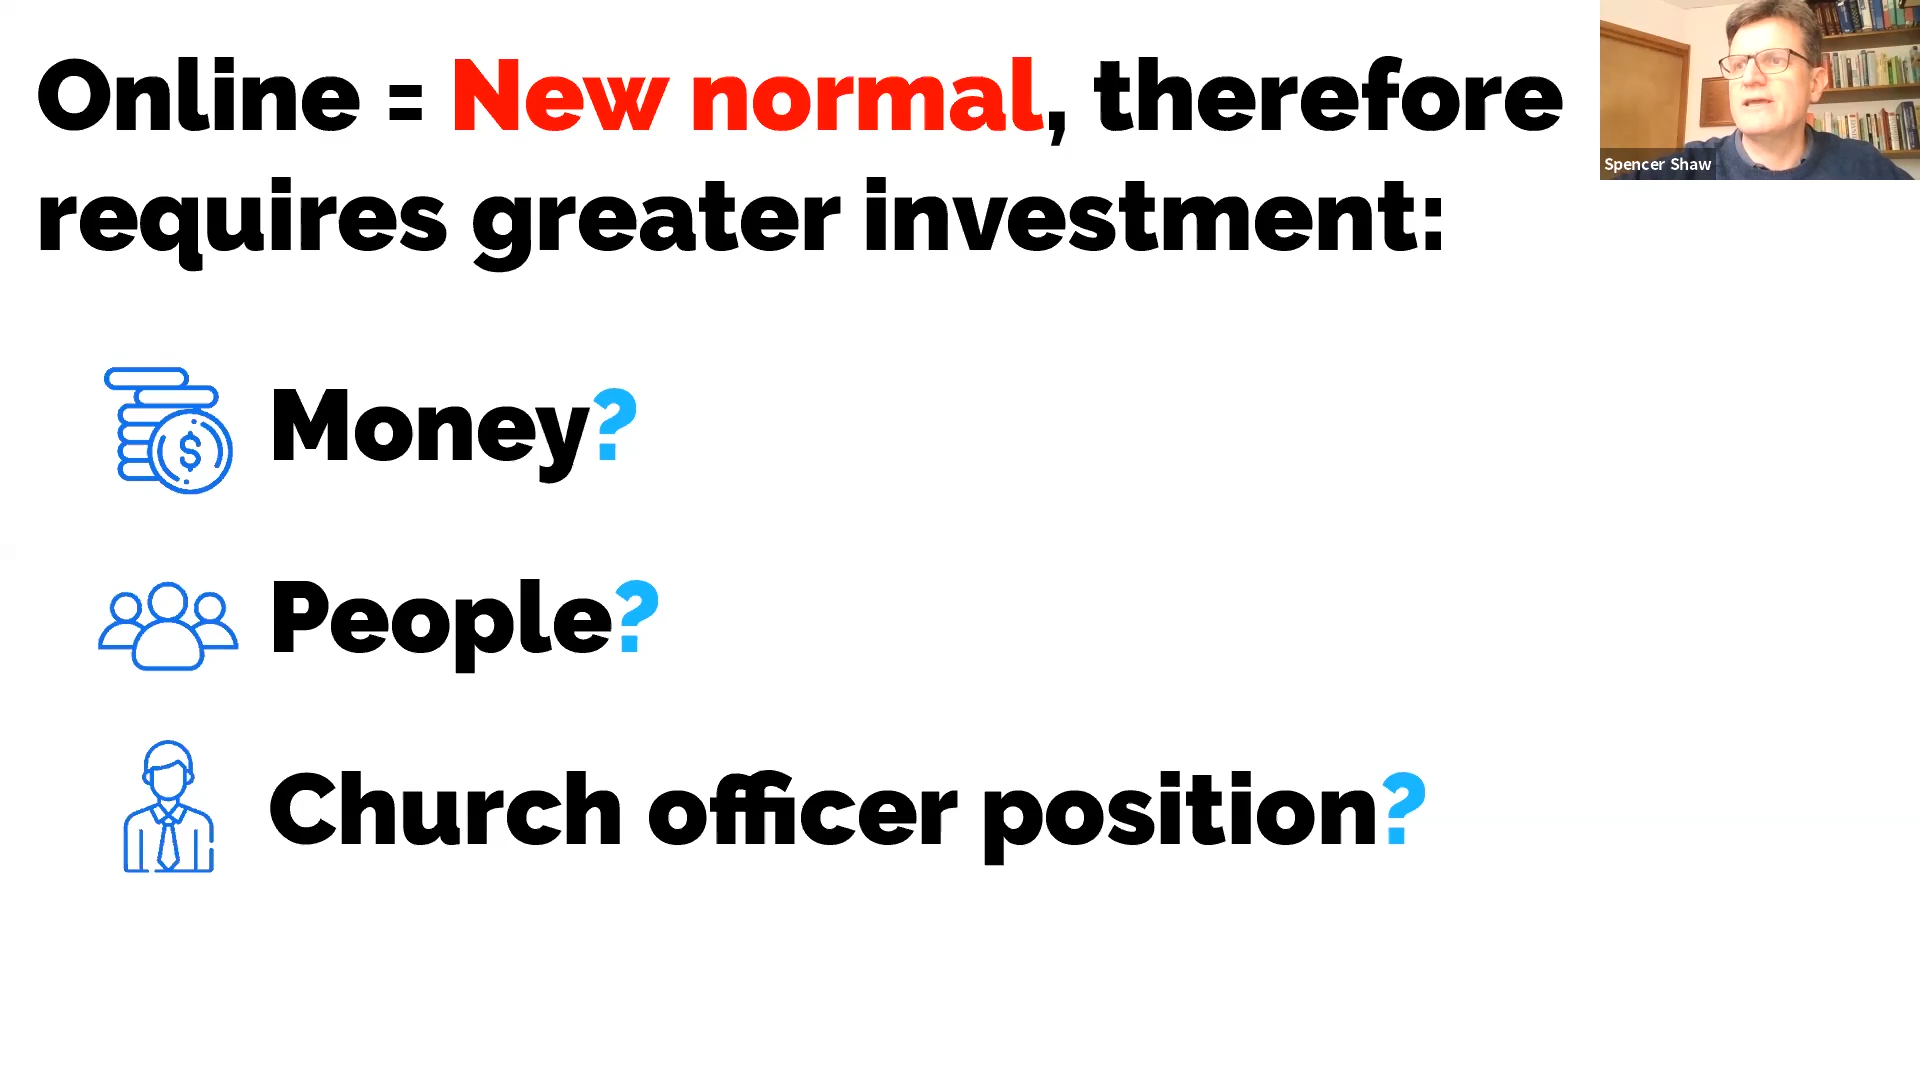 Online = New normal, therefore
requires greater investment:
Spencer Shaw
$
Money?
People?
Church officer position?